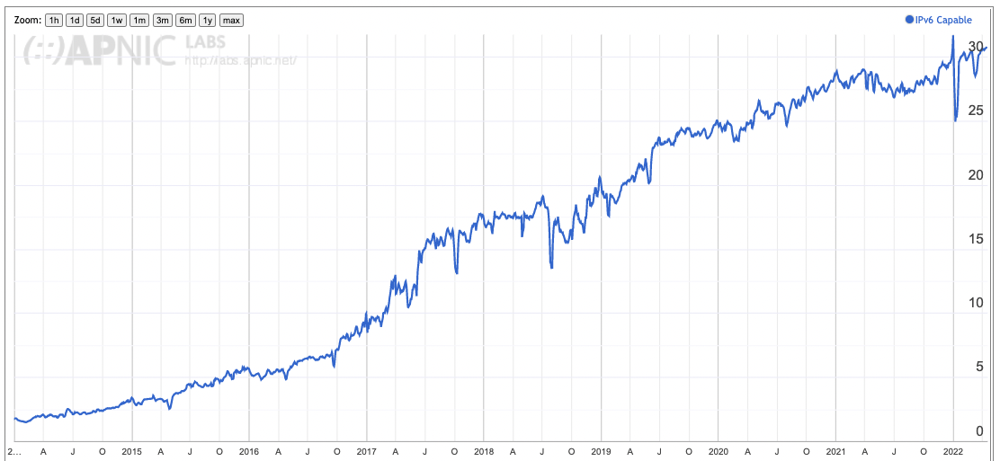 Zoom: 1h 1d 5d 1w 1m 3m 6m 1y max
IPv6 Capable
(::) APNIC LABS
http://labs.apnic.net/
30
25
20
15
10
5
0
2... A J O 2015 A J O 2016 A J O 2017 A J O 2018 A J O 2019 A J O 2020 A J O 2021 A J O 2022